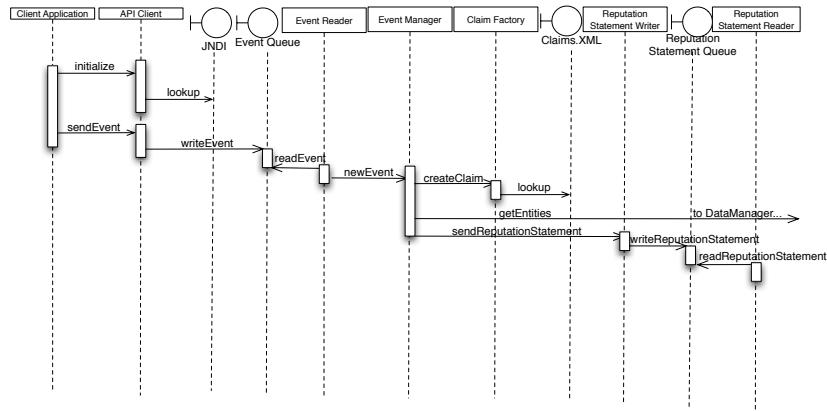 Client Application
API Client
JNDI
Event Queue
Event Reader
Event Manager
Claim Factory
Claims.XML
Reputation
Statement Writer
Reputation
Statement Queue
Reputation
Statement Reader
initialize
lookup
sendEvent
writeEvent
readEvent
newEvent
createClaim
lookup
getEntities
to DataManager...
sendReputationStatement
writeReputationStatement
readReputationStatement